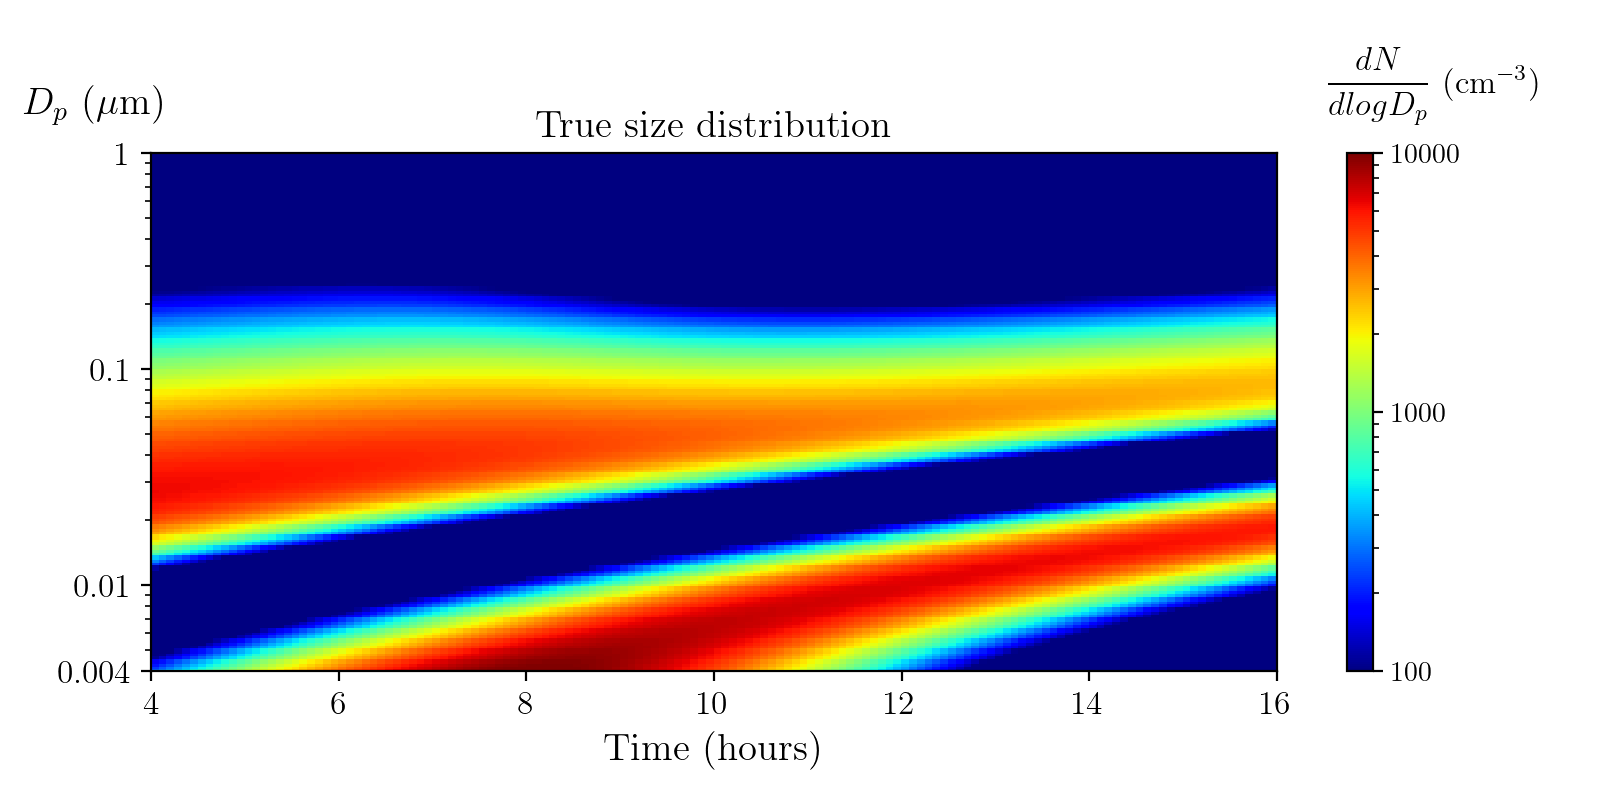 $\frac{dN}{dlogD_p}$ (cm$^{-3}$)
$D_p$ (μm)
True size distribution
1
0.1
0.01
0.004
4 6 8 10 12 14 16
Time (hours)
10000
1000
100